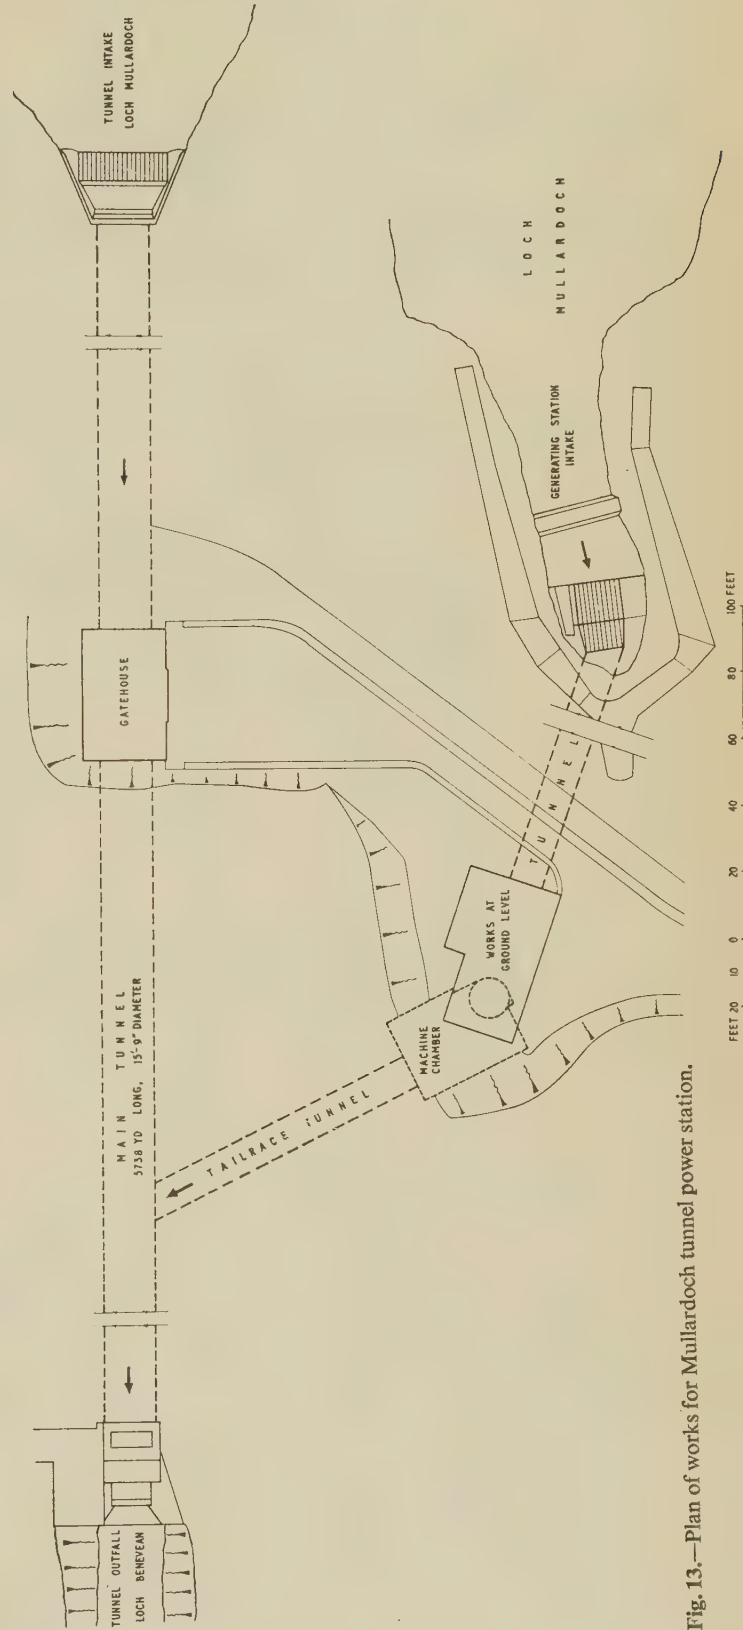 TUNNEL INTAKE
LOCH MULLARDOCH
GATEHOUSE
MAIN TUNNEL
5738 YD LONG, 15'-9" DIAMETER
TUNNEL OUTFALL
LOCH BENEVEAN
TAILRACE TUNNEL
MACHINE
CHAMBER
WORKS AT
GROUND LEVEL
TUNNEL
GENERATING STATION
INTAKE
LOCH
MULLARDOCH
FEET 20 10 0 20 40 60 80 100 FEET
Fig. 13.—Plan of works for Mullardoch tunnel power station.